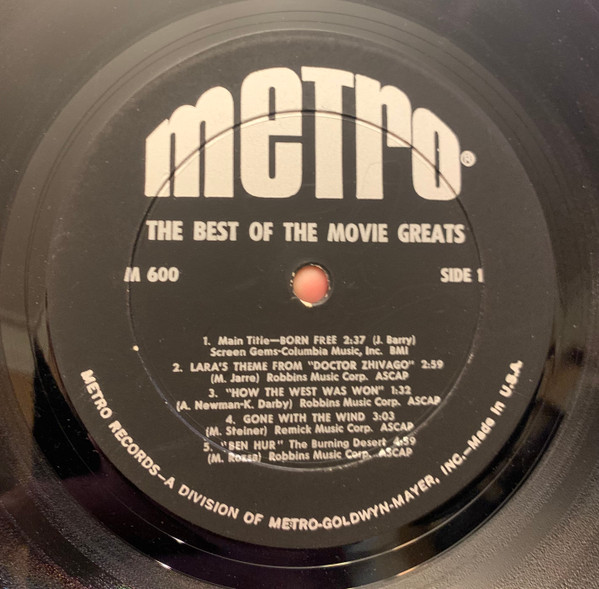 metro®
THE BEST OF THE MOVIE GREATS
M 600
SIDE 1
1. Main Title—BORN FREE 2:37 (J. Barry)
Screen Gems-Columbia Music, Inc. BMI
2. LARA'S THEME FROM "DOCTOR ZHIVAGO" 2:59
(M. Jarre) Robbins Music Corp. ASCAP
3. "HOW THE WEST WAS WON" 1:32
(A. Newman-K. Darby) Robbins Music Corp. ASCAP
4. GONE WITH THE WIND 3:03
(M. Steiner) Remick Music Corp. ASCAP
5. "BEN HUR" The Burning Desert 4:59
(M. Rozsa) Robbins Music Corp. ASCAP
METRO RECORDS—A DIVISION OF METRO-GOLDWYN-MAYER, INC.—Made in U.S.A.